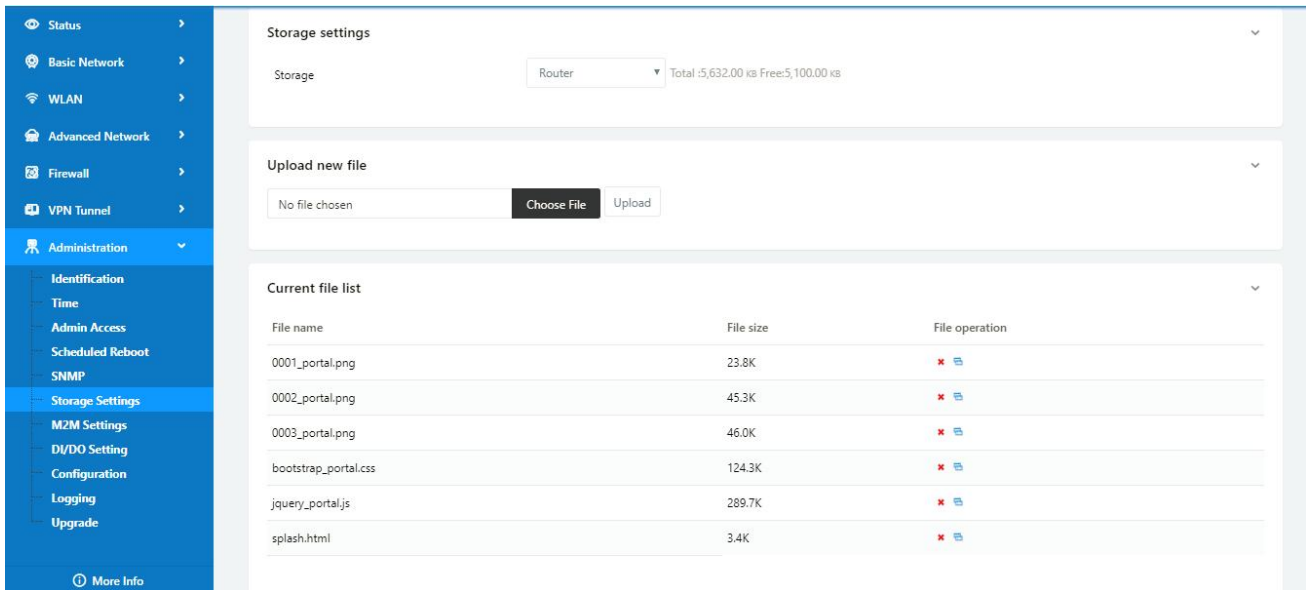 Status
Basic Network
WLAN
Advanced Network
Firewall
VPN Tunnel
Administration
Identification
Time
Admin Access
Scheduled Reboot
SNMP
Storage Settings
M2M Settings
DI/DO Setting
Configuration
Logging
Upgrade
More Info
Storage settings
Storage Router Total :5,632.00 KB Free:5,100.00 KB
Upload new file
No file chosen Choose File Upload
Current file list
File name File size File operation
0001_portal.png 23.8K
0002_portal.png 45.3K
0003_portal.png 46.0K
bootstrap_portal.css 124.3K
jquery_portal.js 289.7K
splash.html 3.4K